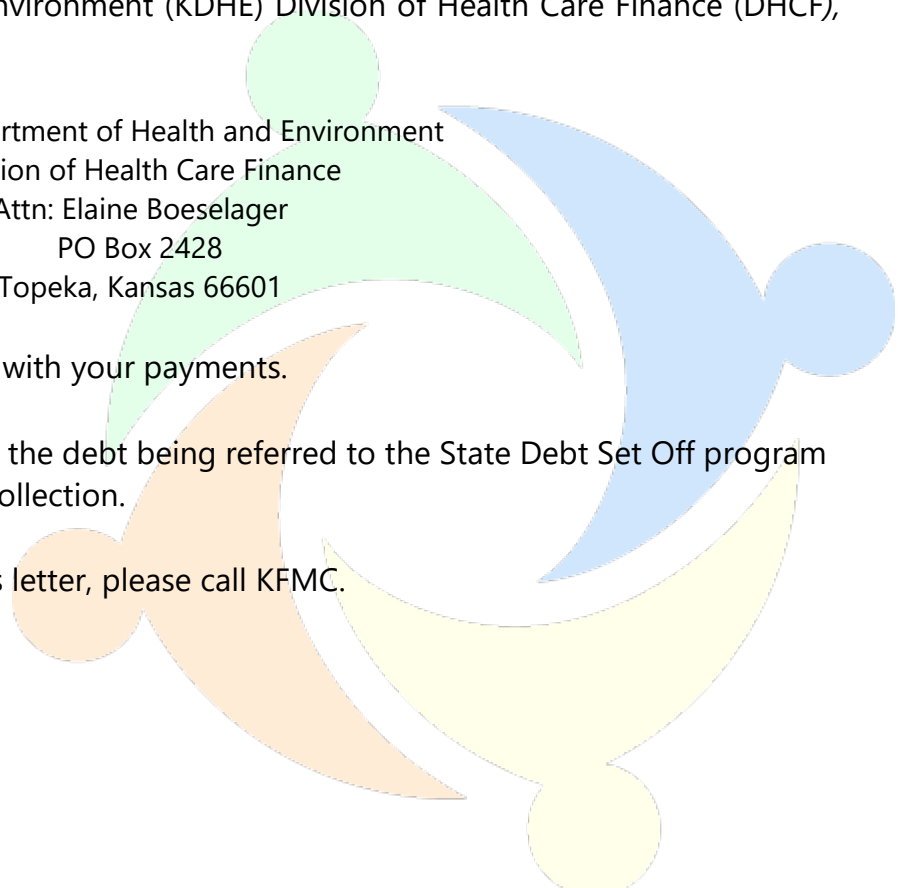 nvironment (KDHE) Division of Health Care Finance (DHCF),
rtment of Health and Environment
ion of Health Care Finance
Attn: Elaine Boeselager
PO Box 2428
Topeka, Kansas 66601
with your payments.
the debt being referred to the State Debt Set Off program
ollection.
s letter, please call KFMC.